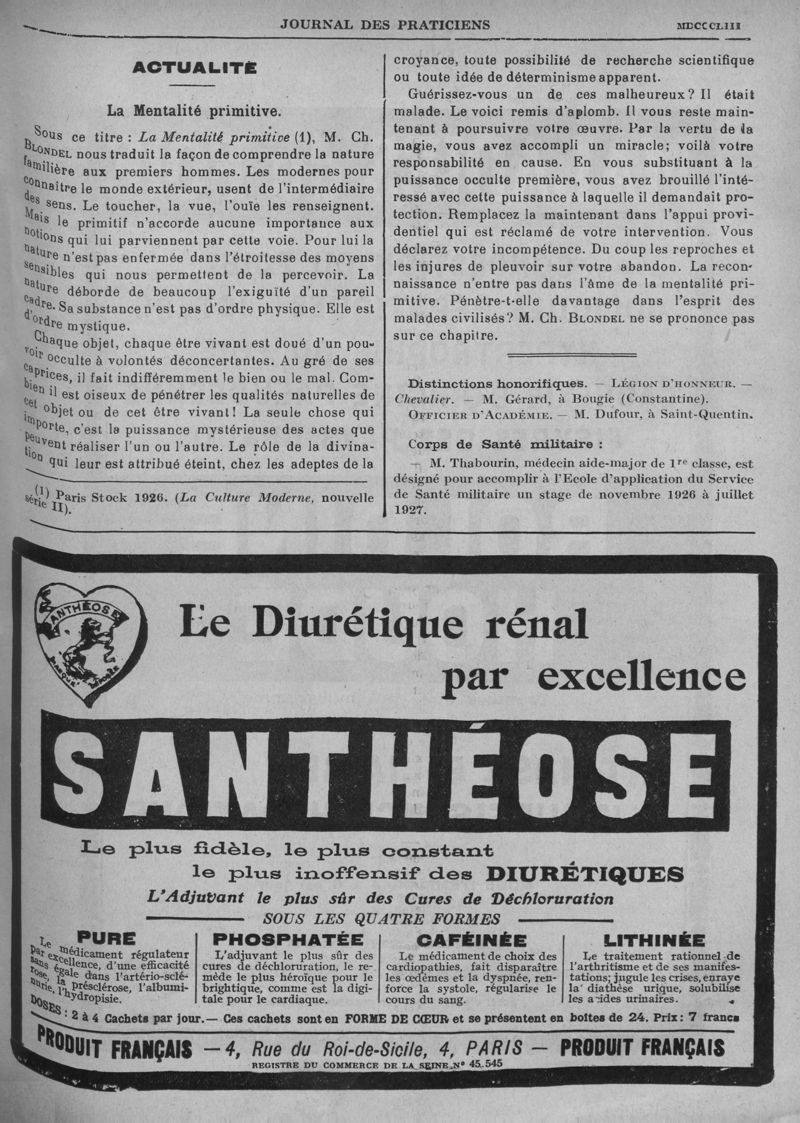 JOURNAL DES PRATICIENS
MDCCCLIII
ACTUALITÉ
La Mentalité primitive.
Sous ce titre : La Mentalité primitive (1), M. Ch.
BLONDEL nous traduit la façon de comprendre la nature
familière aux premiers hommes. Les modernes pour
connaitre le monde extérieur, usent de l'intermédiaire
des sens. Le toucher, la vue, l'ouïe les renseignent.
Mais le primitif n'accorde aucune importance aux
notions qui lui parviennent par cette voie. Pour lui la
nature n'est pas enfermée dans l'étroitesse des moyens
sensibles qui nous permettent de la percevoir. La
nature déborde de beaucoup l'exiguïté d'un pareil
cadre. Sa substance n'est pas d'ordre physique. Elle est
d'ordre mystique.
Chaque objet, chaque être vivant est doué d'un pou-
voir occulte à volontés déconcertantes. Au gré de ses
caprices, il fait indifféremment le bien ou le mal. Com-
bien il est oiseux de pénétrer les qualités naturelles de
cet objet ou de cet être vivant! La seule chose qui
importe, c'est la puissance mystérieuse des actes que
peuvent réaliser l'un ou l'autre. Le rôle de la divina-
tion qui leur est attribué éteint, chez les adeptes de la
(1) Paris Stock 1926. (La Culture Moderne, nouvelle
série II).
croyance, toute possibilité de recherche scientifique
ou toute idée de déterminisme apparent.
Guérissez-vous un de ces malheureux? Il était
malade. Le voici remis d'aplomb. Il vous reste main-
tenant à poursuivre votre œuvre. Par la vertu de la
magie, vous avez accompli un miracle; voilà votre
responsabilité en cause. En vous substituant à la
puissance occulte première, vous avez brouillé l'inté-
ressé avec cette puissance à laquelle il demandait pro-
tection. Remplacez la maintenant dans l'appui provi-
dentiel qui est réclamé de votre intervention. Vous
déclarez votre incompétence. Du coup les reproches et
les injures de pleuvoir sur votre abandon. La recon-
naissance n'entre pas dans l'âme de la mentalité pri-
mitive. Pénètre-t-elle davantage dans l'esprit des
malades civilisés? M. Ch. BLONDEL ne se prononce pas
sur ce chapitre.
Distinctions honorifiques. — LÉGION D'HONNEUR. —
Chevalier. — M. Gérard, à Bougie (Constantine).
OFFICIER D'ACADÉMIE. — M. Dufour, à Saint-Quentin.
Corps de Santé militaire :
— M. Thabourin, médecin aide-major de 1re classe, est
désigné pour accomplir à l'Ecole d'application du Service
de Santé militaire un stage de novembre 1926 à juillet
1927.
SANTHÉOSE
MARQUE DÉPOSÉE
Le Diurétique rénal
par excellence
SANTHÉOSE
Le plus fidèle, le plus constant
le plus inoffensif des DIURÉTIQUES
L'Adjuvant le plus sûr des Cures de Déchloruration
SOUS LES QUATRE FORMES
PURE
Le médicament régulateur
par excellence, d'une efficacité
sans égale dans l'artério-sclé-
rose, la présclérose, l'albumi-
nurie, l'hydropisie.
PHOSPHATÉE
L'adjuvant le plus sûr des
cures de déchloruration, le re-
mède le plus héroïque pour le
brightique, comme est la digi-
tale pour le cardiaque.
CAFÉINÉE
Le médicament de choix des
cardiopathies, fait disparaître
les œdèmes et la dyspnée, ren-
force la systole, régularise le
cours du sang.
LITHINÉE
Le traitement rationnel de
l'arthritisme et de ses manifes-
tations; jugule les crises, enraye
la diathèse urique, solubilise
les acides urinaires.
DOSES : 2 à 4 Cachets par jour. — Ces cachets sont en FORME DE CŒUR et se présentent en boîtes de 24. Prix : 7 francs
PRODUIT FRANÇAIS — 4, Rue du Roi-de-Sicile, 4, PARIS — PRODUIT FRANÇAIS
REGISTRE DU COMMERCE DE LA SEINE N° 45.545